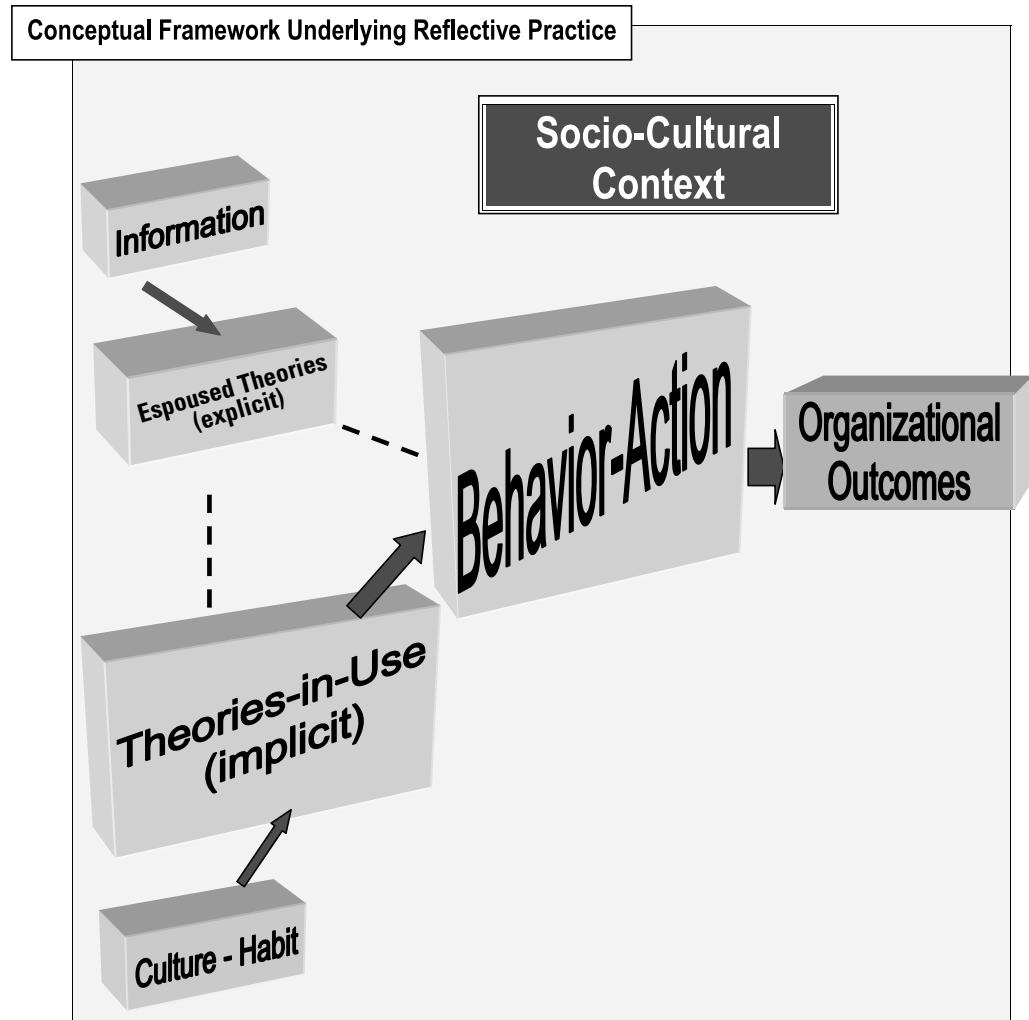 Conceptual Framework Underlying Reflective Practice
Socio-Cultural
Context
Information
Espoused Theories
(explicit)
Behavior-Action
Organizational
Outcomes
Theories-in-Use
(implicit)
Culture - Habit